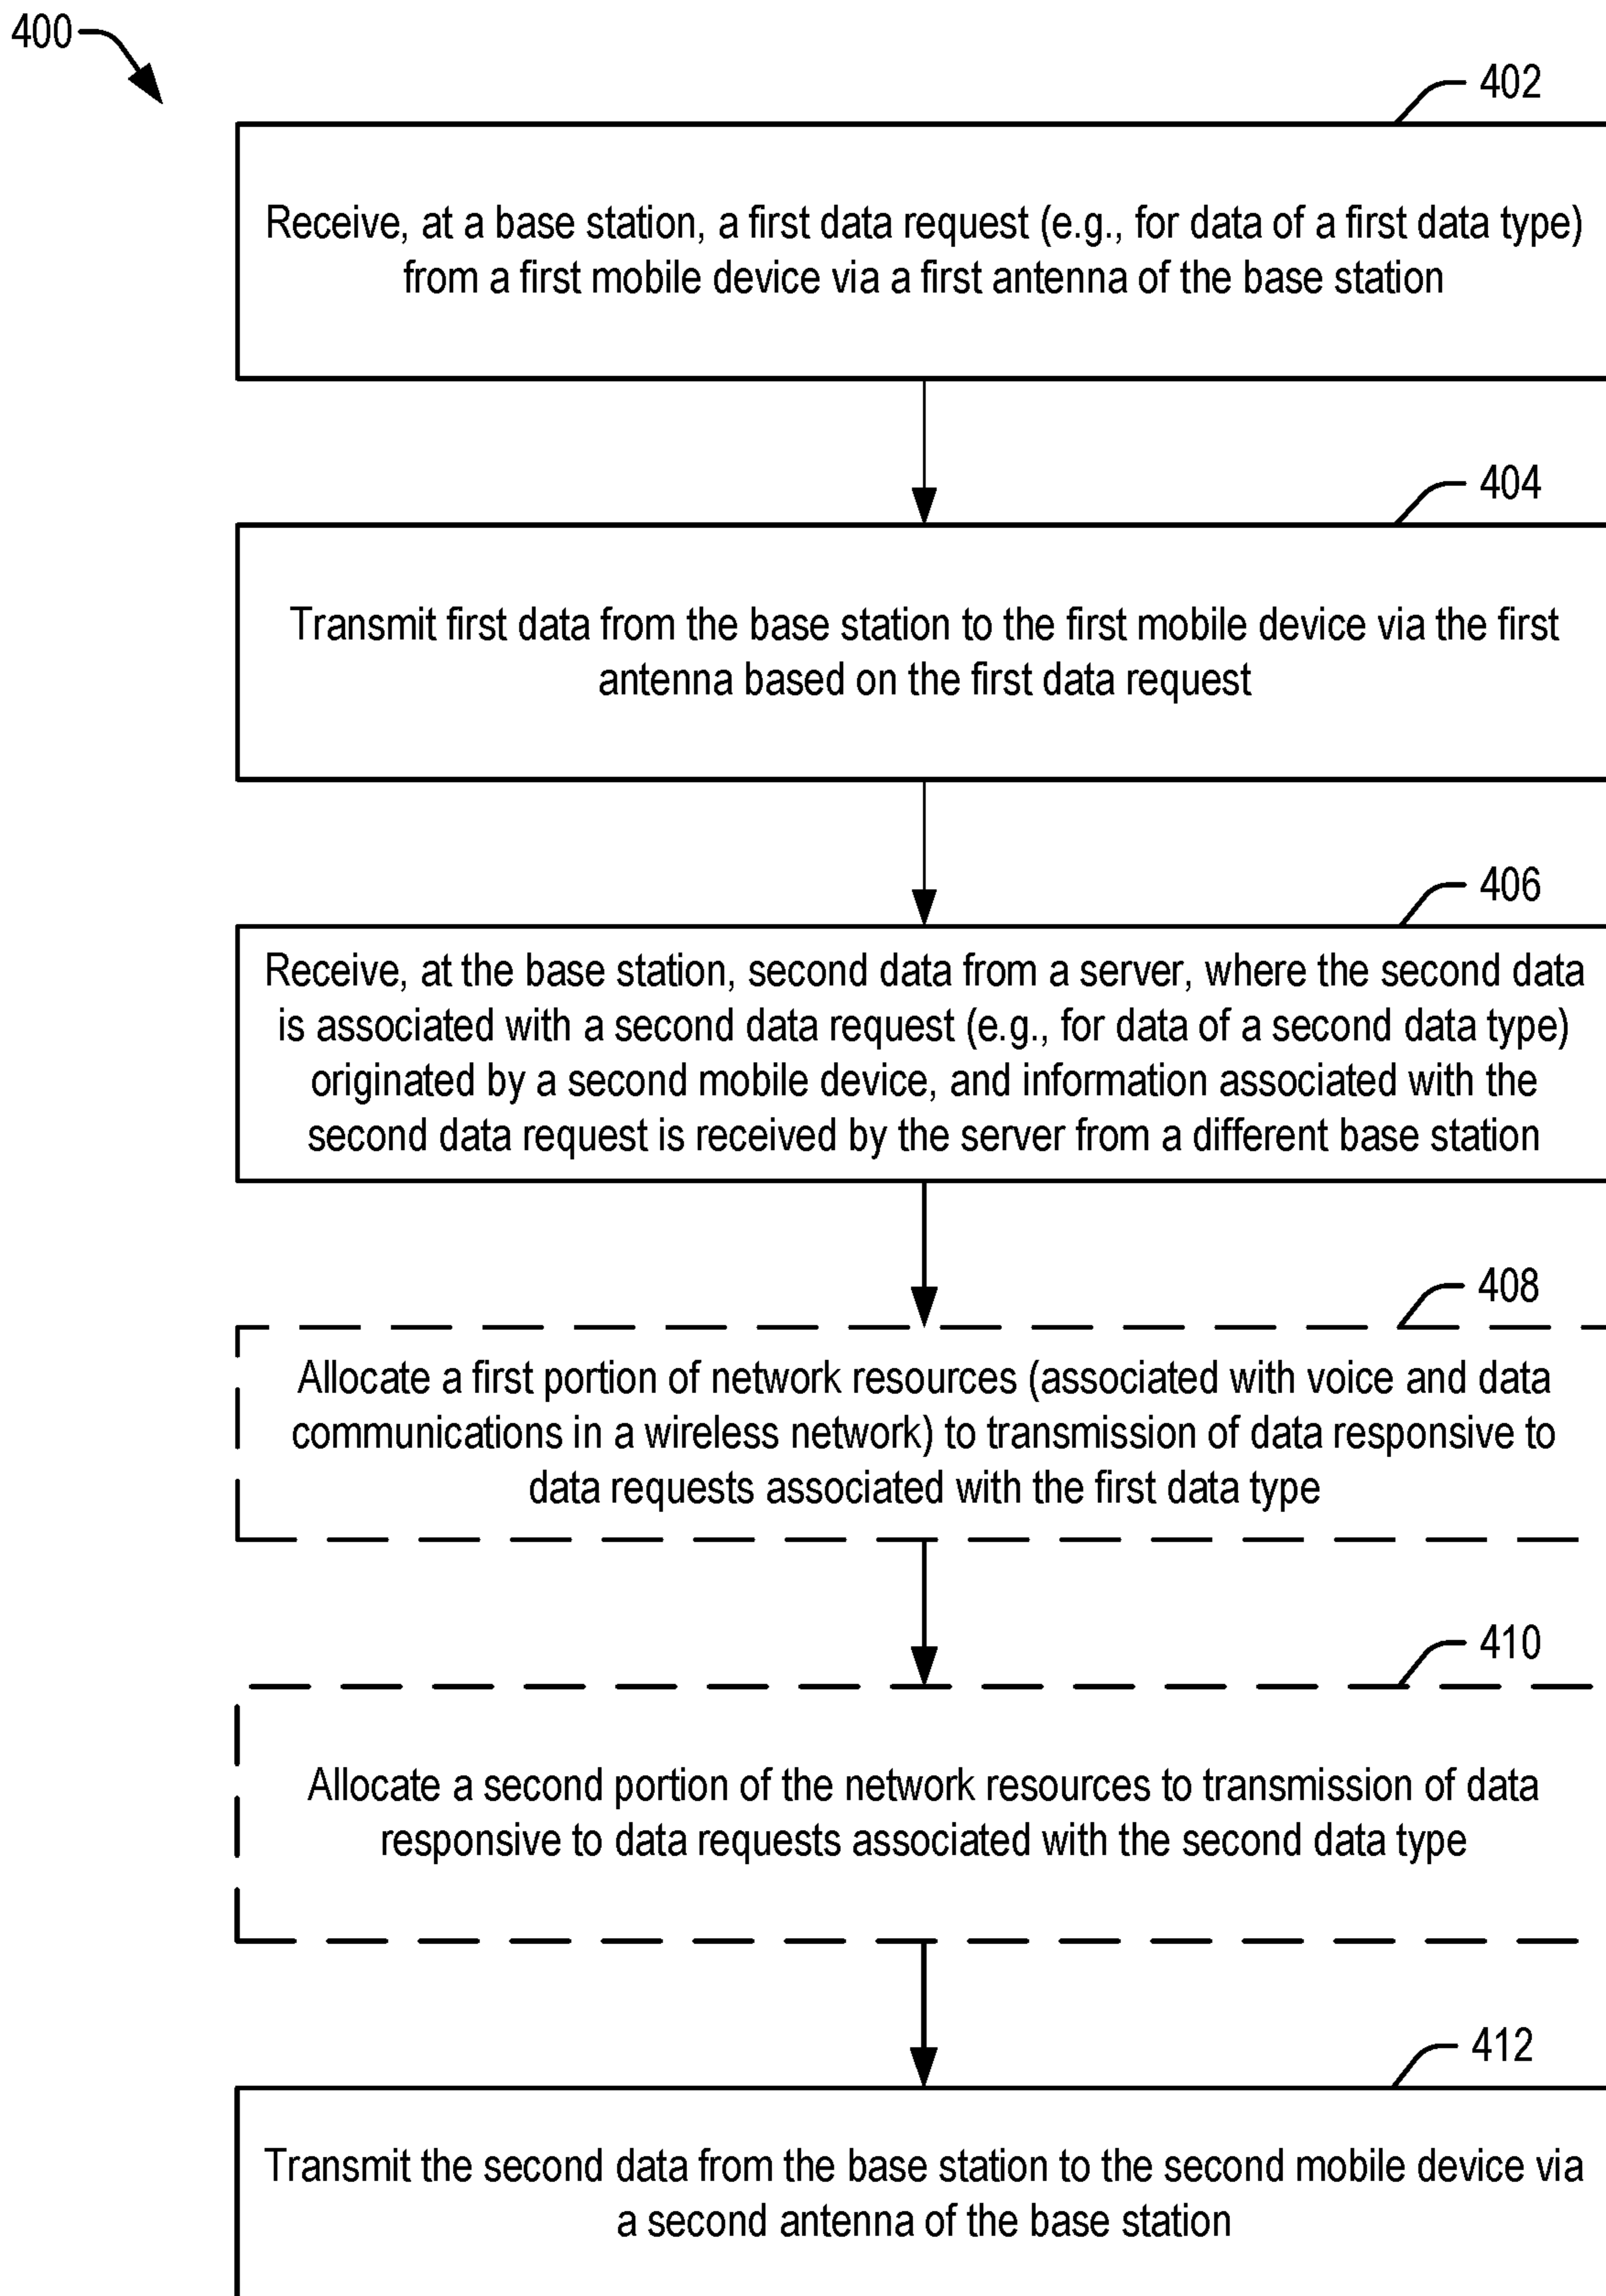 400
402
Receive, at a base station, a first data request (e.g., for data of a first data type)
from a first mobile device via a first antenna of the base station
404
Transmit first data from the base station to the first mobile device via the first
antenna based on the first data request
406
Receive, at the base station, second data from a server, where the second data
is associated with a second data request (e.g., for data of a second data type)
originated by a second mobile device, and information associated with the
second data request is received by the server from a different base station
408
Allocate a first portion of network resources (associated with voice and data
communications in a wireless network) to transmission of data responsive to
data requests associated with the first data type
410
Allocate a second portion of the network resources to transmission of data
responsive to data requests associated with the second data type
412
Transmit the second data from the base station to the second mobile device via
a second antenna of the base station